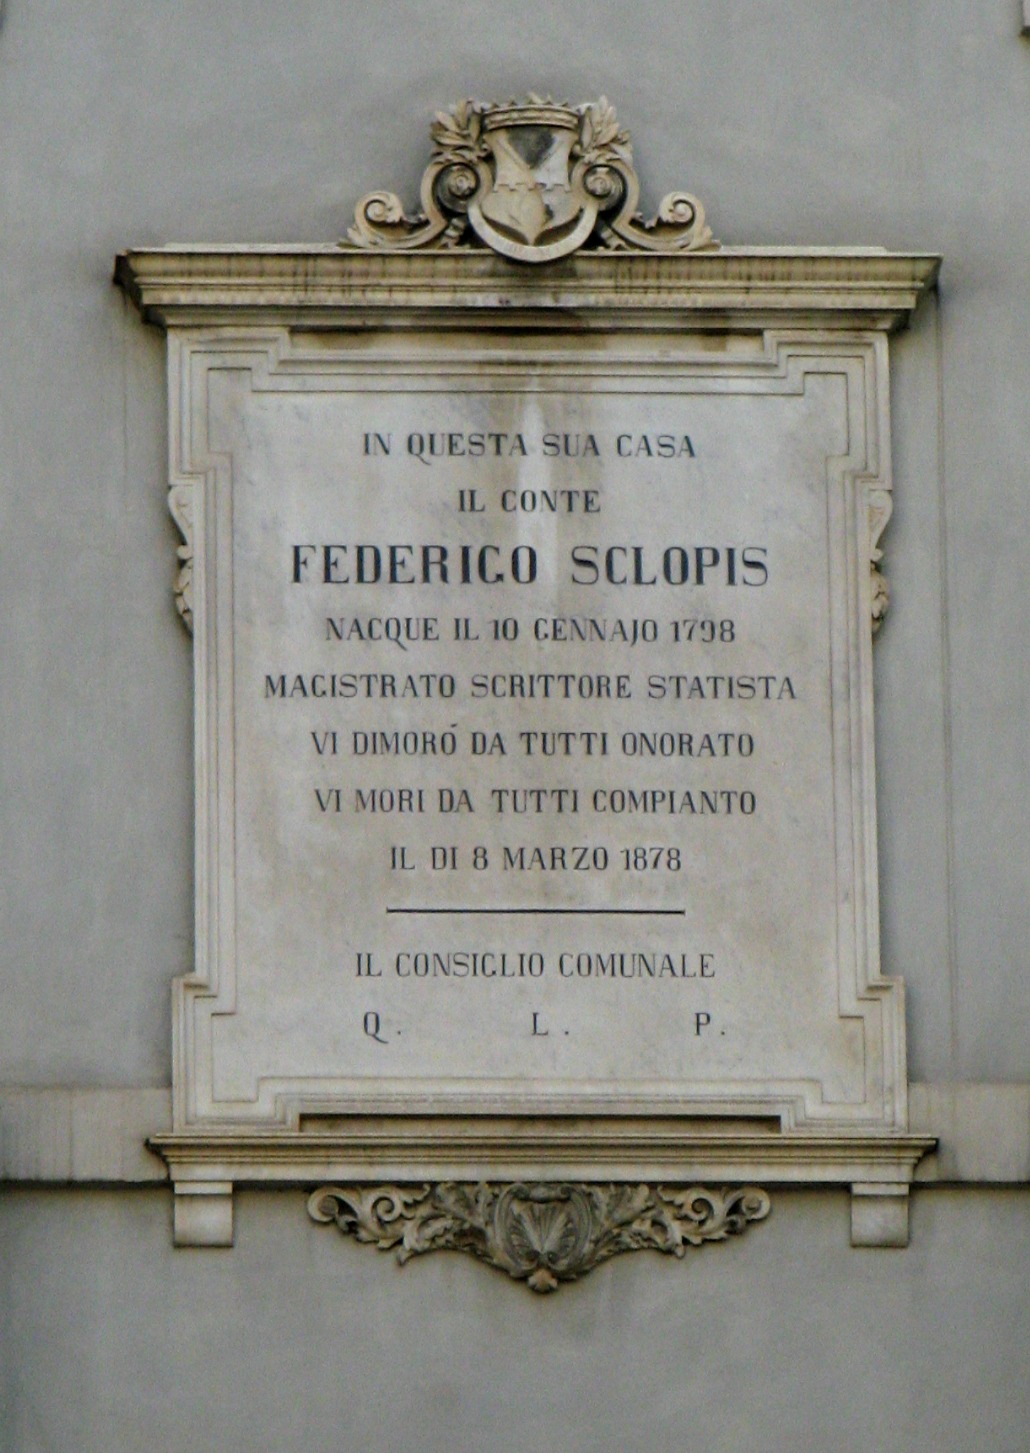 IN QUESTA SUA CASA
IL CONTE
FEDERICO SCLOPIS
NACQUE IL 10 GENNAJO 1798
MAGISTRATO SCRITTORE STATISTA
VI DIMORÓ DA TUTTI ONORATO
VI MORI DA TUTTI COMPIANTO
IL DI 8 MARZO 1878
IL CONSIGLIO COMUNALE
Q. L. P.